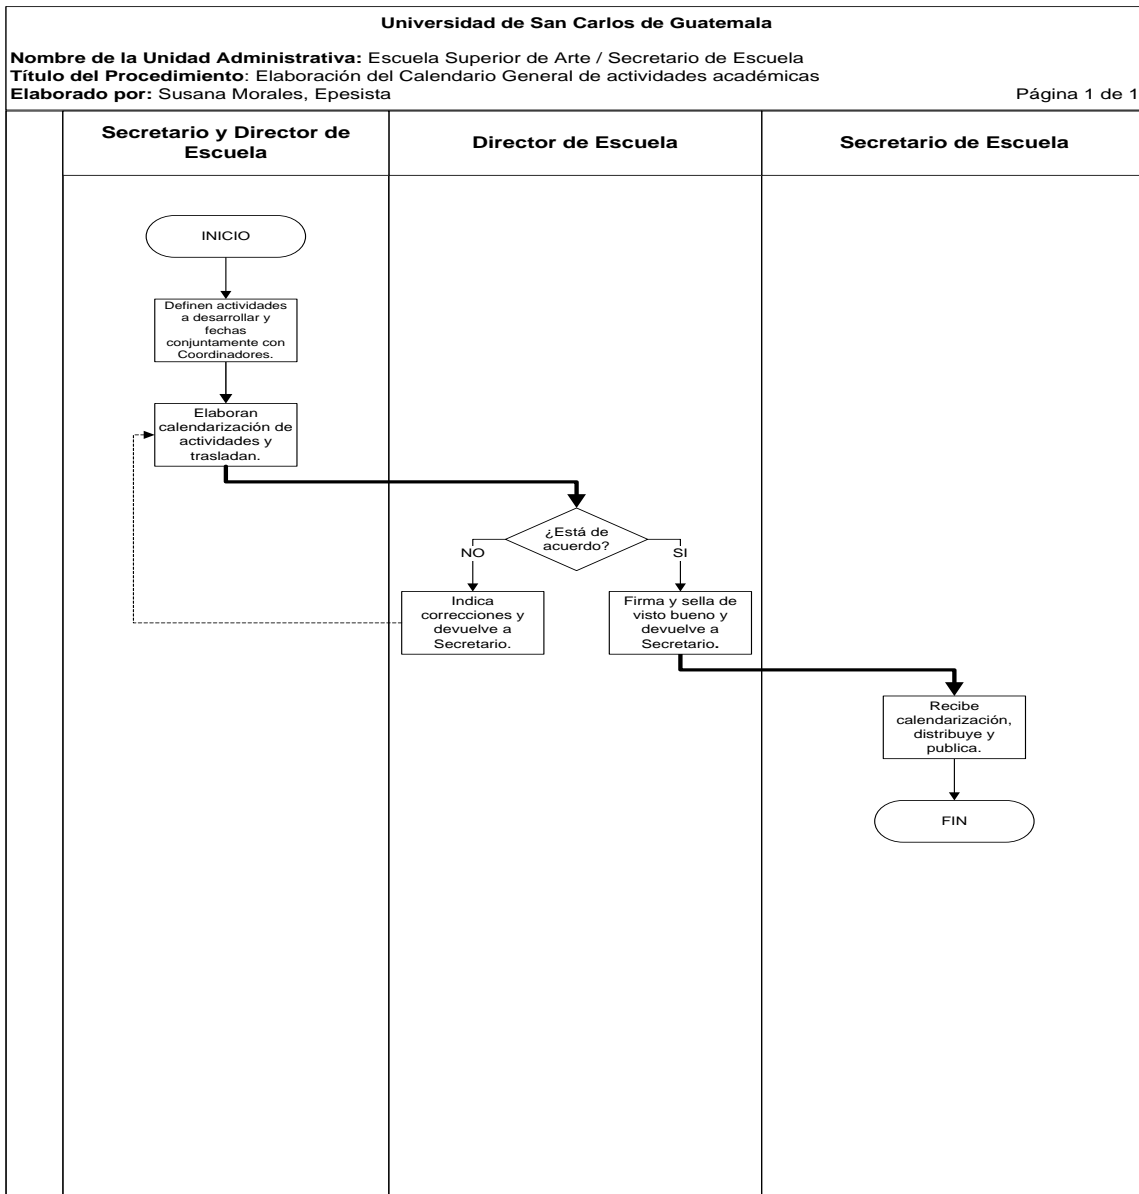 Universidad de San Carlos de Guatemala
Nombre de la Unidad Administrativa: Escuela Superior de Arte / Secretario de Escuela
Título del Procedimiento: Elaboración del Calendario General de actividades académicas
Elaborado por: Susana Morales, Epesista
Página 1 de 1
Secretario y Director de
Escuela
Director de Escuela
Secretario de Escuela
INICIO
Definen actividades
a desarrollar y
fechas
conjuntamente con
Coordinadores.
Elaboran
calendarización de
actividades y
trasladan.
¿Está de
acuerdo?
NO
SI
Indica
correcciones y
devuelve a
Secretario.
Firma y sella de
visto bueno y
devuelve a
Secretario.
Recibe
calendarización,
distribuye y
publica.
FIN